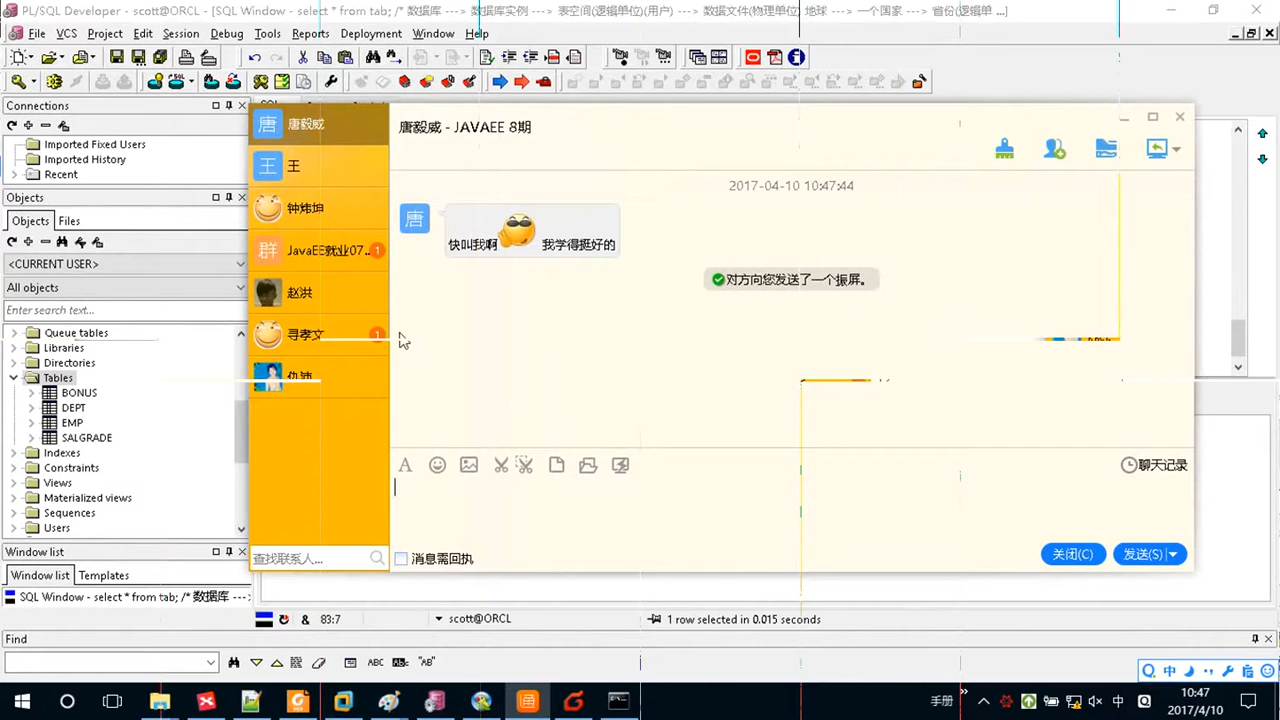 PL/SQL Developer - scott@ORCL - [SQL Window - select * from tab; /* 数据库 ---> 数据库实例 ---> 表空间(逻辑单位)(用户) ---> 数据文件(物理单位) 地球 ---> 一个国家 ---> 省份(逻辑单 ...]
File VCS Project Edit Session Debug Tools Reports Deployment Window Help
Connections
Imported Fixed Users
Imported History
Recent
Objects
Objects Files
<CURRENT USER>
All objects
Enter search text...
Queue tables
Libraries
Directories
Tables
BONUS
DEPT
EMP
SALGRADE
Indexes
Constraints
Views
Materialized views
Sequences
Users
Window list
Window list Templates
SQL Window - select * from tab; /* 数据库 --->
唐 唐毅威
王 王
钟炜坤
群 JavaEE就业07... 1
赵洪
寻孝文 1
查找联系人...
唐毅威 - JAVAEE 8期
2017-04-10 10:47:44
唐
快叫我啊 我学得挺好的
对方向您发送了一个振屏。
聊天记录
消息需回执
关闭(C) 发送(S)
& 83:7 scott@ORCL 1 row selected in 0.015 seconds
Find
ABC "AB"
中
手册 中 10:47
2017/4/10